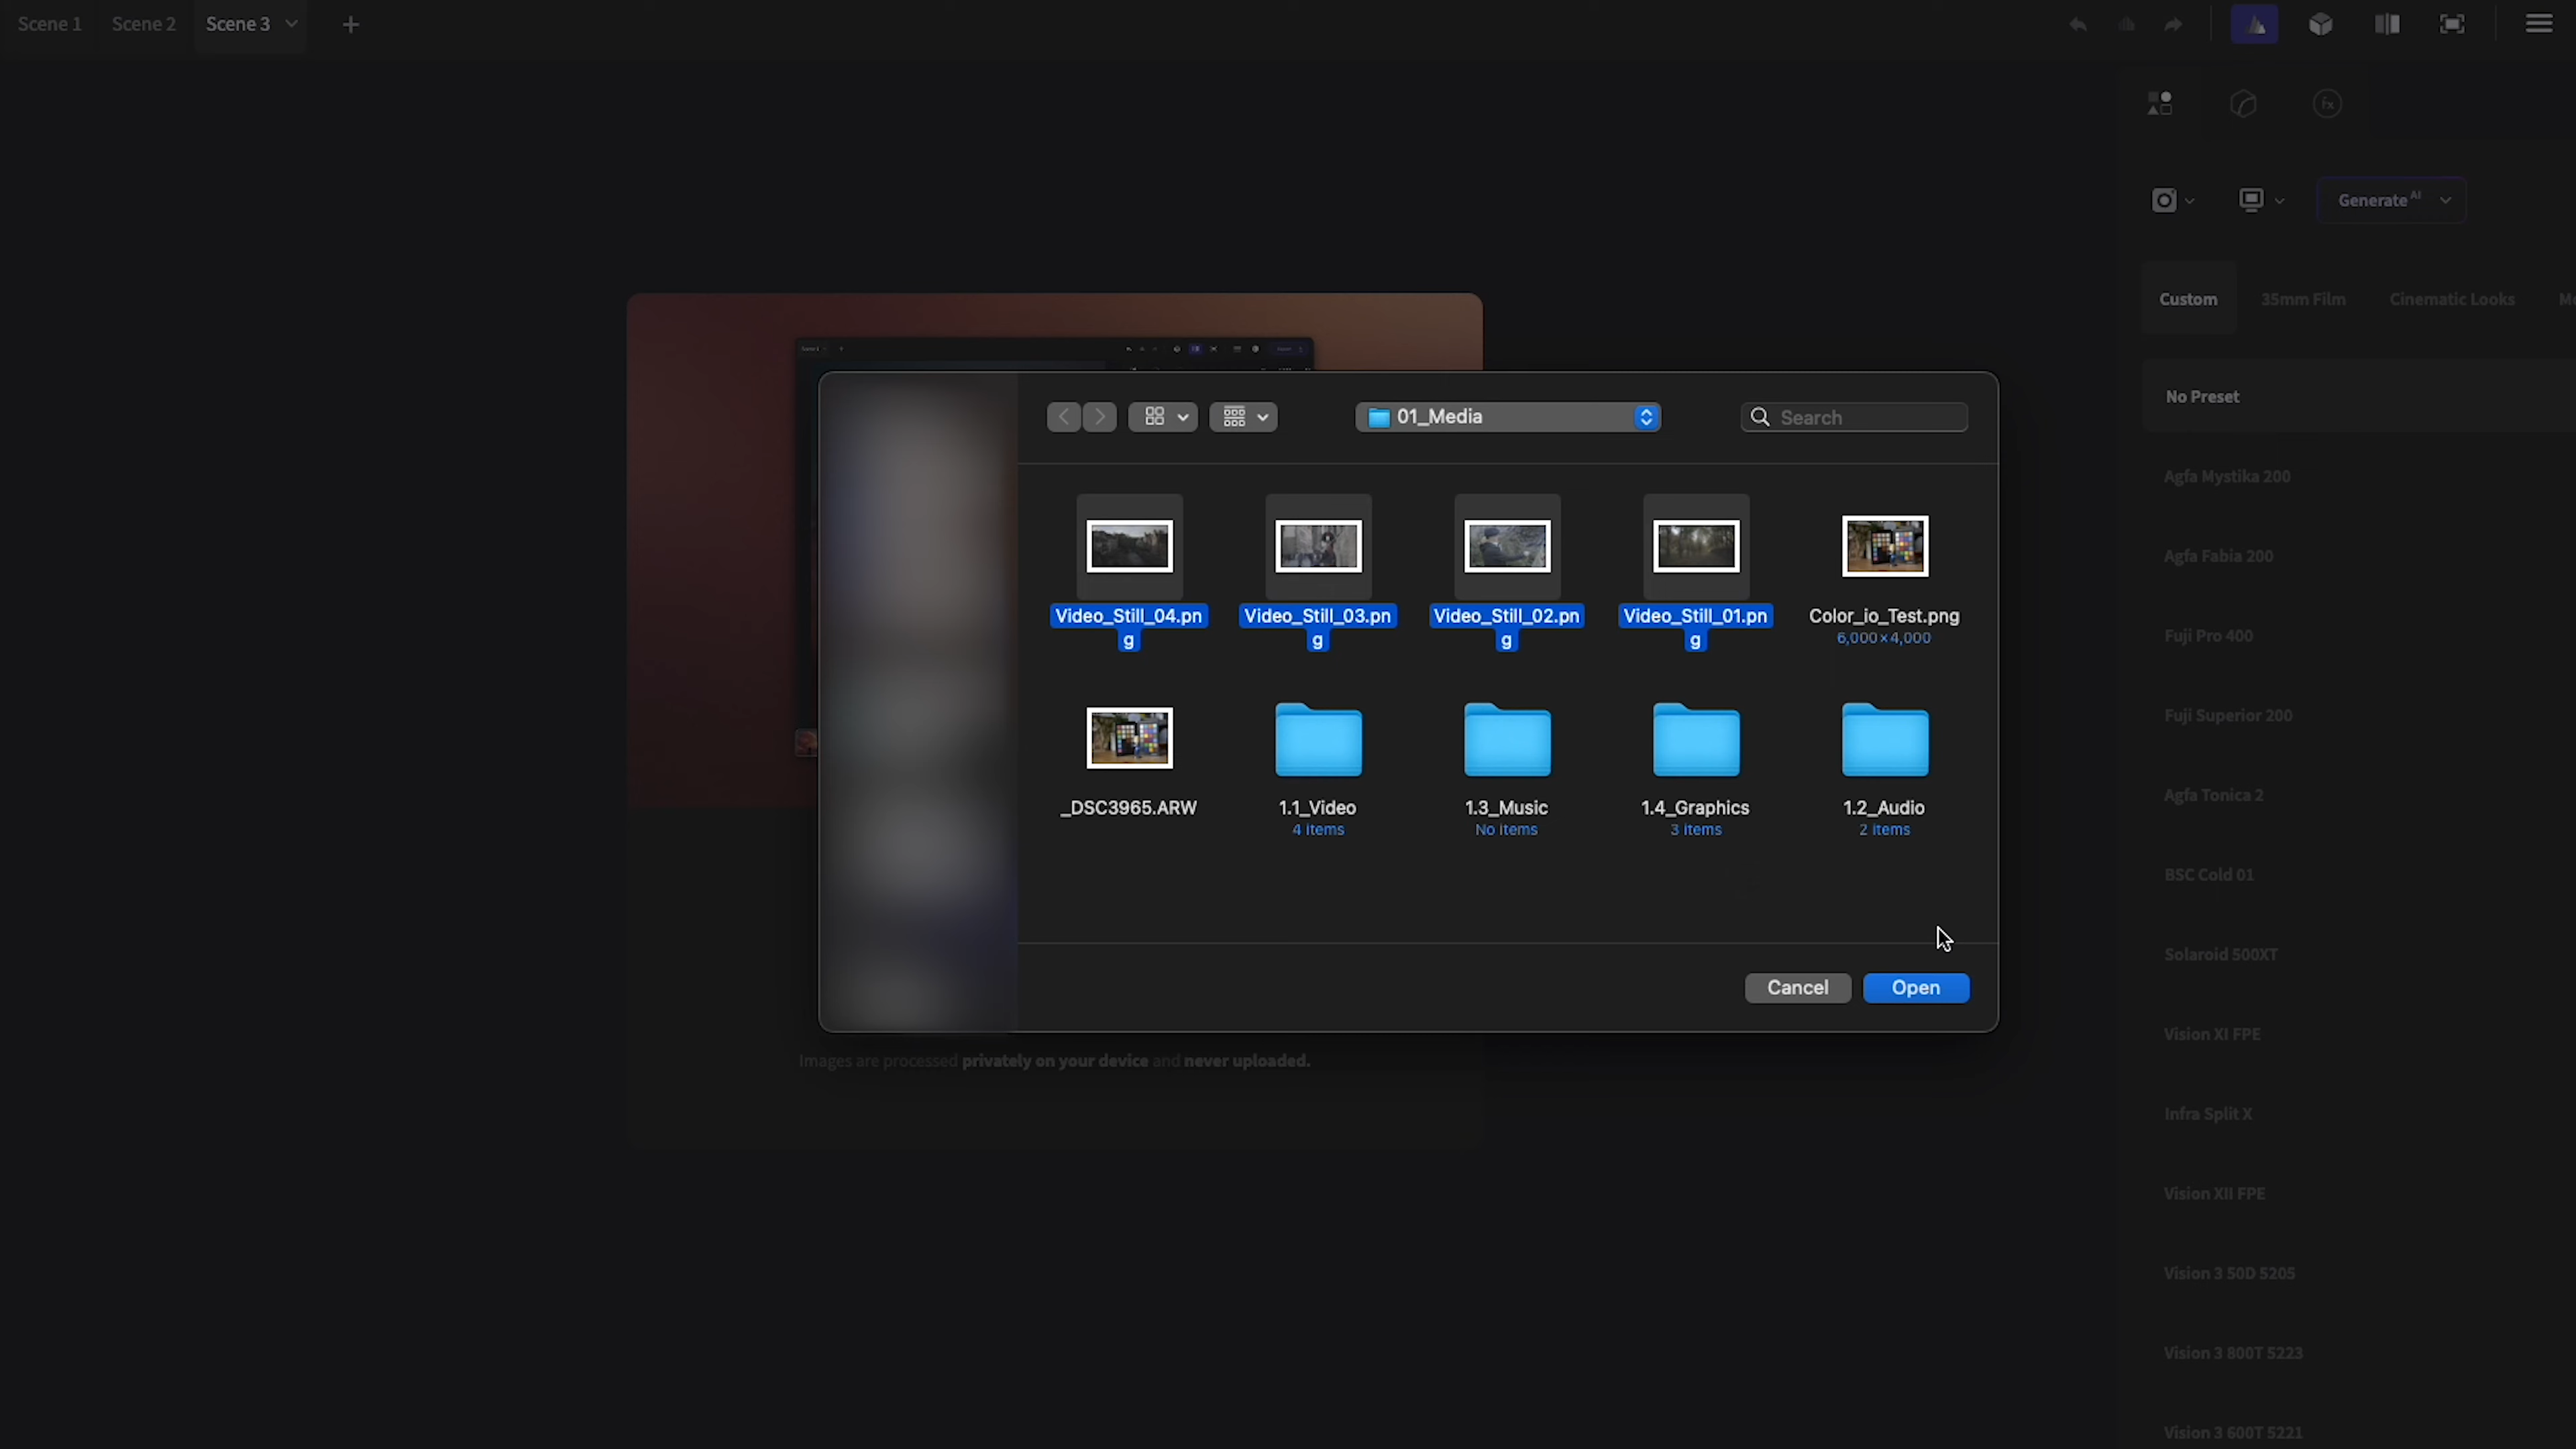 Scene 1 Scene 2 Scene 3
fx
Generate AI
Custom 35mm Film Cinematic Looks
No Preset
Agfa Mystika 200
Agfa Fabia 200
Fuji Pro 400
Fuji Superior 200
Agfa Tonica 2
BSC Cold 01
Solaroid 500XT
Vision XI FPE
Infra Split X
Vision XII FPE
Vision 3 50D 5205
Vision 3 800T 5223
Vision 3 600T 5221
01_Media
Search
Video_Still_04.pn
g
Video_Still_03.pn
g
Video_Still_02.pn
g
Video_Still_01.pn
g
Color_io_Test.png
6,000×4,000
_DSC3965.ARW
1.1_Video
4 items
1.3_Music
No items
1.4_Graphics
3 items
1.2_Audio
2 items
Cancel Open
Images are processed privately on your device and never uploaded.